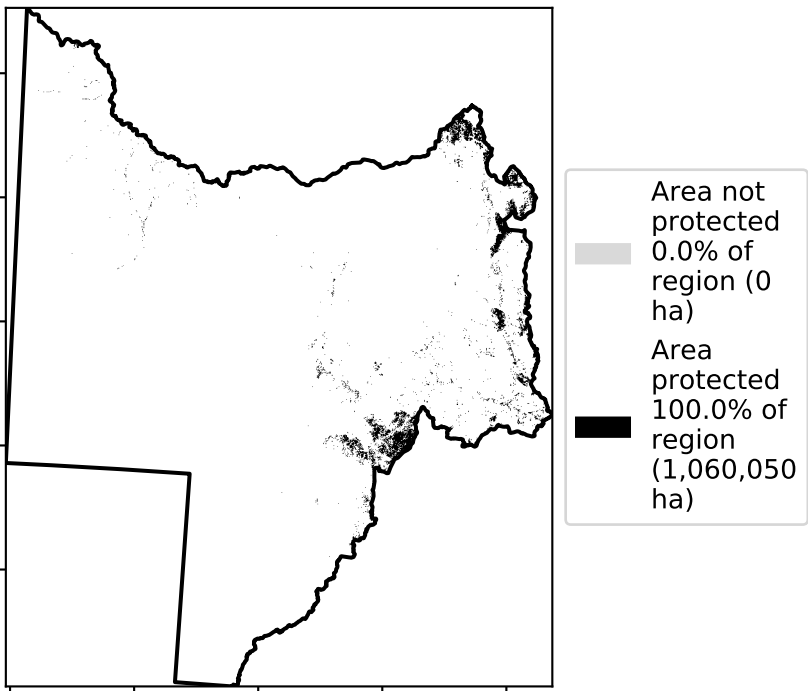 Area not
protected
0.0% of
region (0
ha)
Area
protected
100.0% of
region
(1,060,050
ha)